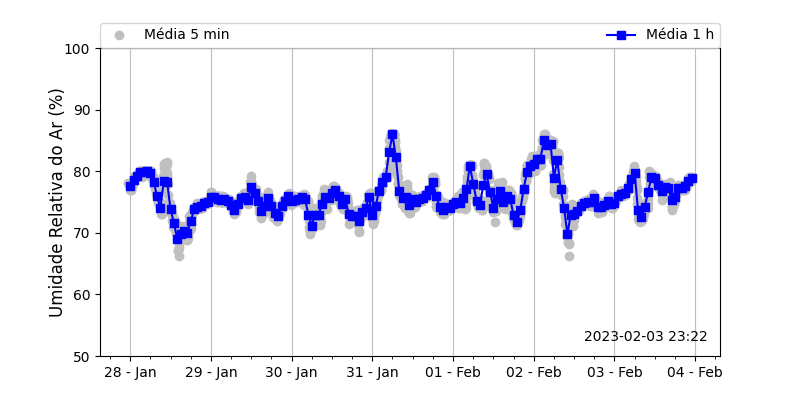 Média 5 min
Média 1 h
Umidade Relativa do Ar (%)
100
90
80
70
60
50
2023-02-03 23:22
28 - Jan
29 - Jan
30 - Jan
31 - Jan
01 - Feb
02 - Feb
03 - Feb
04 - Feb